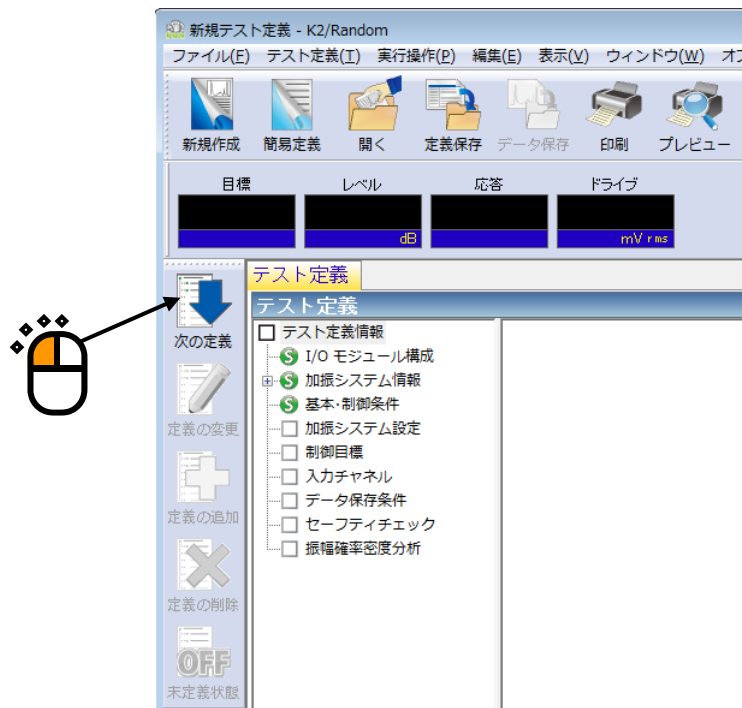 新規テスト定義 - K2/Random
ファイル(F) テスト定義(T) 実行操作(P) 編集(E) 表示(V) ウィンドウ(W)
新規作成 簡易定義 開く 定義保存 データ保存 印刷 プレビュー
目標 レベル 応答 ドライブ
dB mV rms
テスト定義
テスト定義
次の定義
定義の変更
定義の追加
定義の削除
OFF
未定義状態
テスト定義情報
S I/O モジュール構成
S 加振システム情報
S 基本・制御条件
加振システム設定
制御目標
入力チャネル
データ保存条件
セーフティチェック
振幅確率密度分析